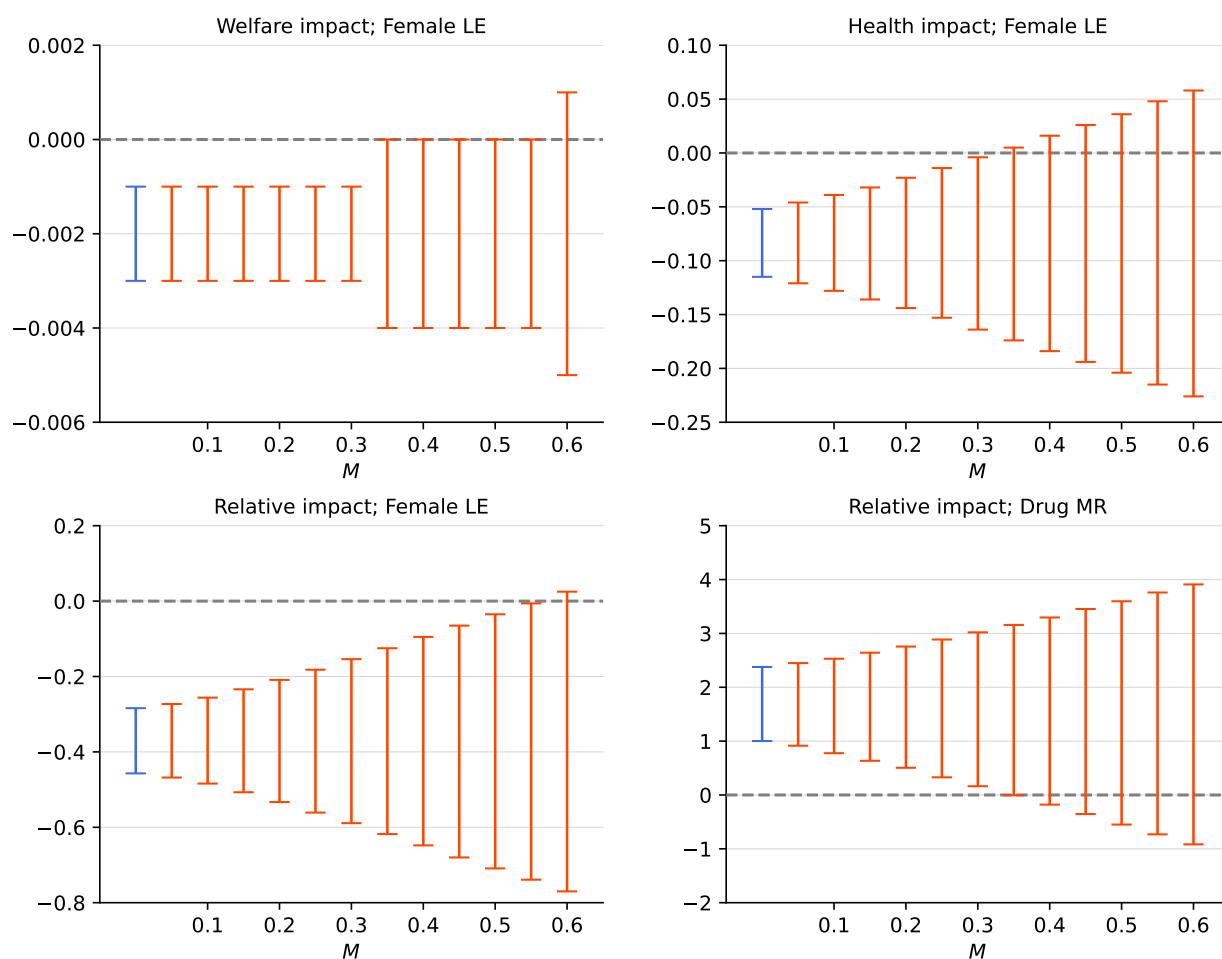 Welfare impact; Female LE
0.002
0.000
−0.002
−0.004
−0.006
0.1 0.2 0.3 0.4 0.5 0.6
M
Health impact; Female LE
0.10
0.05
0.00
−0.05
−0.10
−0.15
−0.20
−0.25
0.1 0.2 0.3 0.4 0.5 0.6
M
Relative impact; Female LE
0.2
0.0
−0.2
−0.4
−0.6
−0.8
0.1 0.2 0.3 0.4 0.5 0.6
M
Relative impact; Drug MR
5
4
3
2
1
0
−1
−2
0.1 0.2 0.3 0.4 0.5 0.6
M